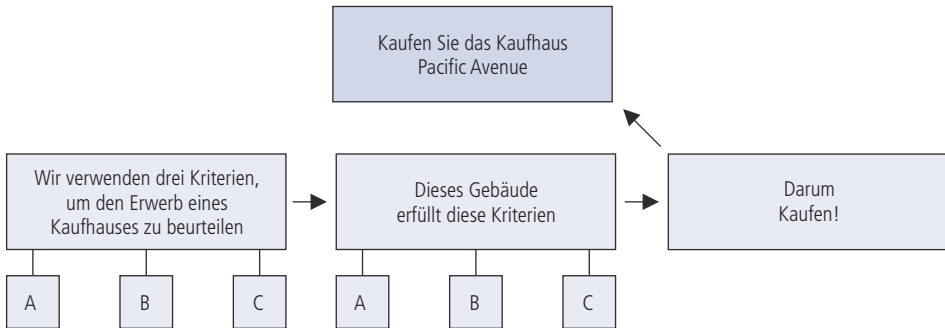 Kaufen Sie das Kaufhaus
Pacific Avenue
Wir verwenden drei Kriterien,
um den Erwerb eines
Kaufhauses zu beurteilen
Dieses Gebäude
erfüllt diese Kriterien
Darum
Kaufen!
A
B
C
A
B
C